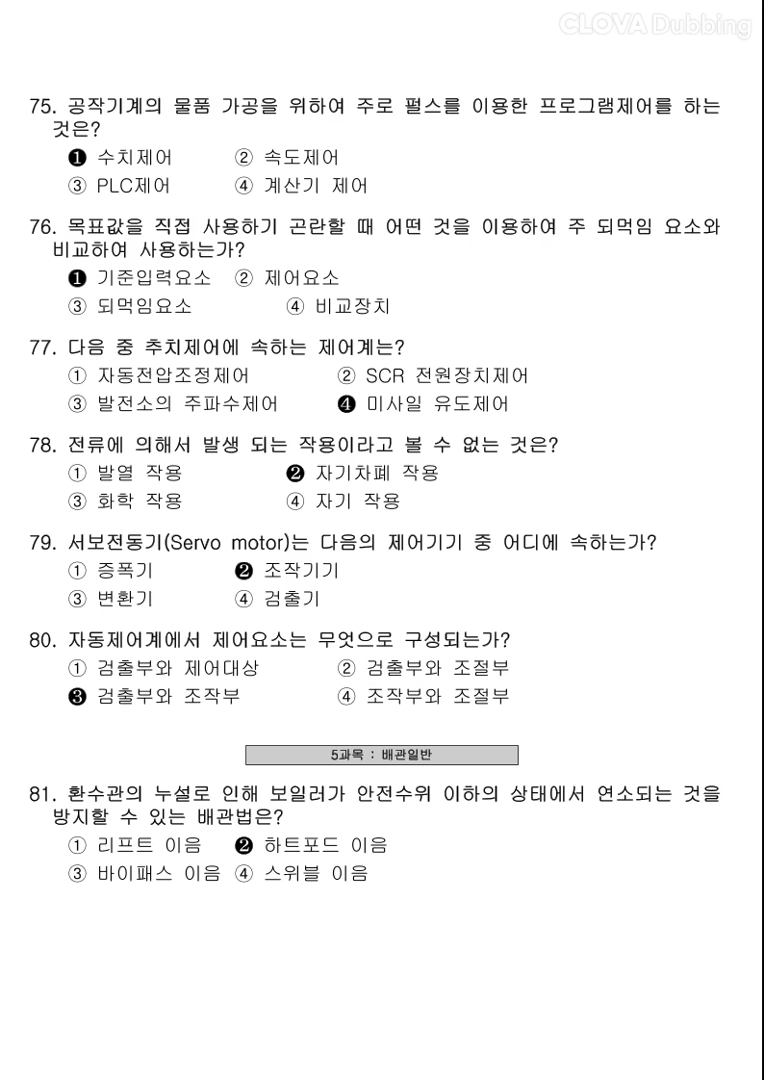 CLOVA Dubbing
75. 공작기계의 물품 가공을 위하여 주로 펄스를 이용한 프로그램제어를 하는
것은?
❶ 수치제어 ② 속도제어
③ PLC제어 ④ 계산기 제어
76. 목표값을 직접 사용하기 곤란할 때 어떤 것을 이용하여 주 되먹임 요소와
비교하여 사용하는가?
❶ 기준입력요소 ② 제어요소
③ 되먹임요소 ④ 비교장치
77. 다음 중 추치제어에 속하는 제어계는?
① 자동전압조정제어 ② SCR 전원장치제어
③ 발전소의 주파수제어 ❹ 미사일 유도제어
78. 전류에 의해서 발생 되는 작용이라고 볼 수 없는 것은?
① 발열 작용 ❷ 자기차폐 작용
③ 화학 작용 ④ 자기 작용
79. 서보전동기(Servo motor)는 다음의 제어기기 중 어디에 속하는가?
① 증폭기 ❷ 조작기기
③ 변환기 ④ 검출기
80. 자동제어계에서 제어요소는 무엇으로 구성되는가?
① 검출부와 제어대상 ② 검출부와 조절부
❸ 검출부와 조작부 ④ 조작부와 조절부
5과목 : 배관일반
81. 환수관의 누설로 인해 보일러가 안전수위 이하의 상태에서 연소되는 것을
방지할 수 있는 배관법은?
① 리프트 이음 ❷ 하트포드 이음
③ 바이패스 이음 ④ 스위블 이음